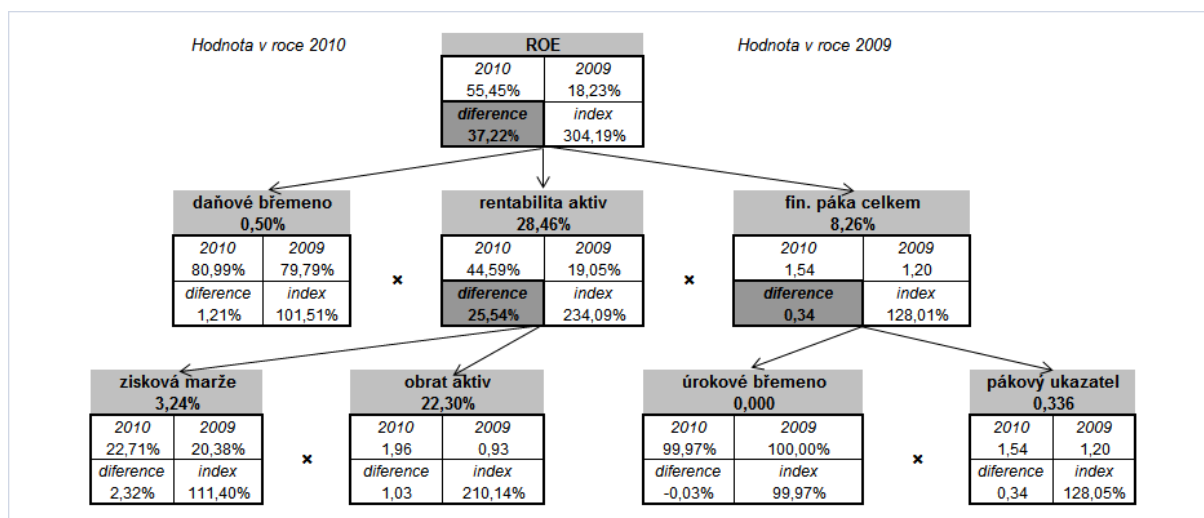 Hodnota v roce 2010
ROE
Hodnota v roce 2009
2010 2009
55,45% 18,23%
diference index
37,22% 304,19%
daňové břemeno
0,50%
2010 2009
80,99% 79,79%
diference index
1,21% 101,51%
×
rentabilita aktiv
28,46%
2010 2009
44,59% 19,05%
diference index
25,54% 234,09%
×
fin. páka celkem
8,26%
2010 2009
1,54 1,20
diference index
0,34 128,01%
zisková marže
3,24%
2010 2009
22,71% 20,38%
diference index
2,32% 111,40%
×
obrat aktiv
22,30%
2010 2009
1,96 0,93
diference index
1,03 210,14%
úrokové břemeno
0,000
2010 2009
99,97% 100,00%
diference index
-0,03% 99,97%
×
pákový ukazatel
0,336
2010 2009
1,54 1,20
diference index
0,34 128,05%